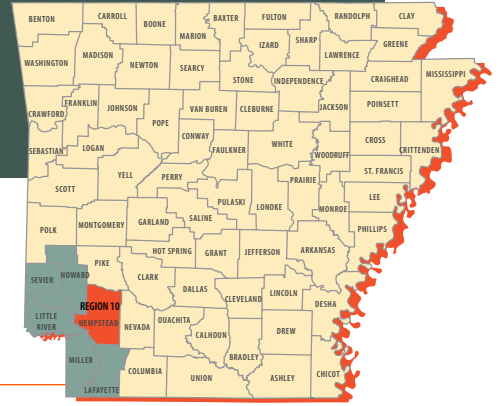 BENTON
CARROLL
BOONE
BAXTER
FULTON
RANDOLPH
CLAY
MARION
SHARP
IZARD
GREENE
LAWRENCE
MADISON
WASHINGTON
NEWTON
SEARCY
STONE
INDEPENDENCE
CRAIGHEAD
MISSISSIPPI
FRANKLIN
JOHNSON
VAN BUREN
CLEBURNE
JACKSON
POINSETT
CRAWFORD
POPE
CONWAY
WHITE
CROSS
CRITTENDEN
SEBASTIAN
LOGAN
FAULKNER
WOODRUFF
ST. FRANCIS
YELL
PERRY
PRAIRIE
SCOTT
PULASKI
LONOKE
LEE
MONROE
GARLAND
SALINE
POLK
MONTGOMERY
PHILLIPS
HOT SPRING
GRANT
JEFFERSON
ARKANSAS
PIKE
HOWARD
SEVIER
CLARK
DALLAS
LINCOLN
CLEVELAND
DESHA
REGION 10
LITTLE
RIVER
HEMPSTEAD
NEVADA
OUACHITA
CALHOUN
DREW
BRADLEY
MILLER
COLUMBIA
UNION
ASHLEY
CHICOT
LAFAYETTE